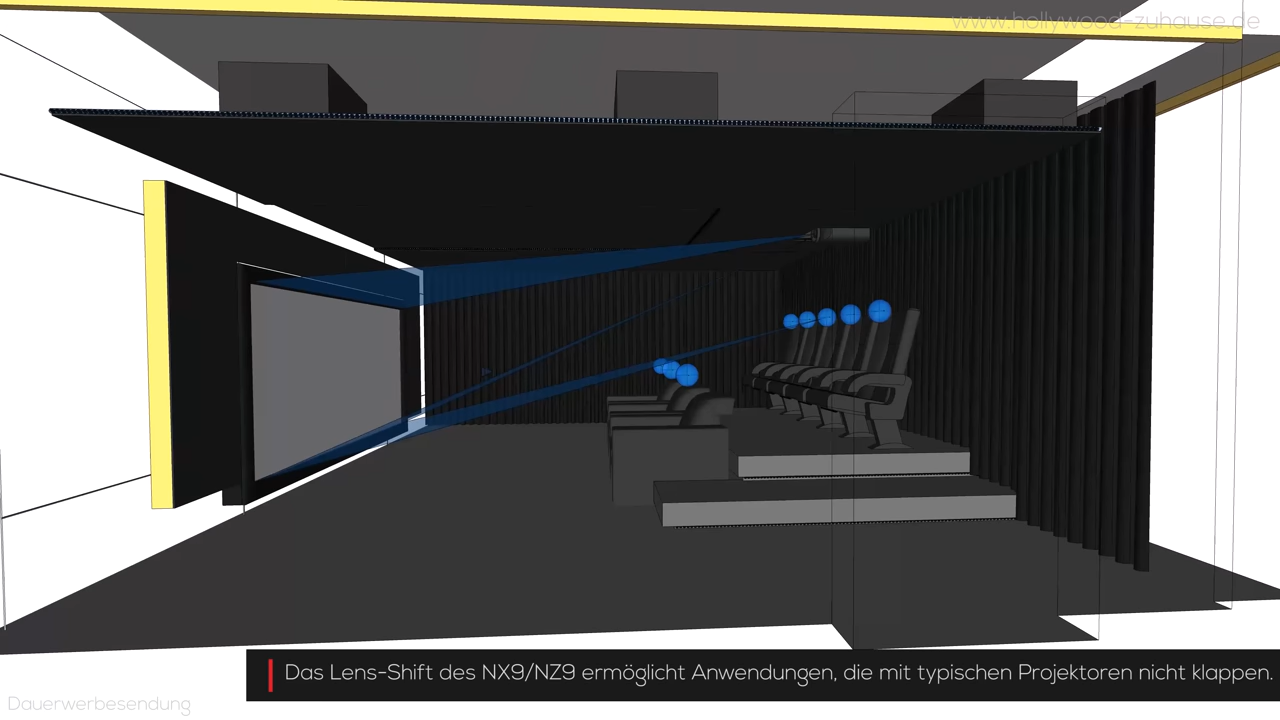 www.hollywood-zuhause.de
Das Lens-Shift des NX9/NZ9 ermöglicht Anwendungen, die mit typischen Projektoren nicht klappen.
Dauerwerbesendung